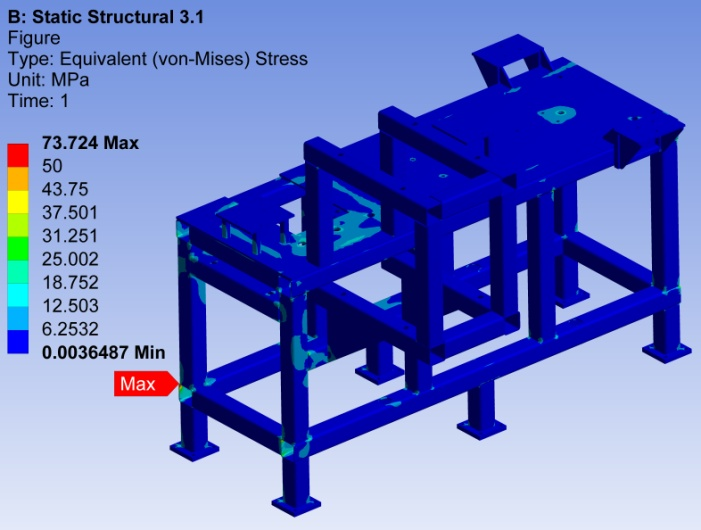 B: Static Structural 3.1
Figure
Type: Equivalent (von-Mises) Stress
Unit: MPa
Time: 1
73.724 Max
50
43.75
37.501
31.251
25.002
18.752
12.503
6.2532
0.0036487 Min
Max